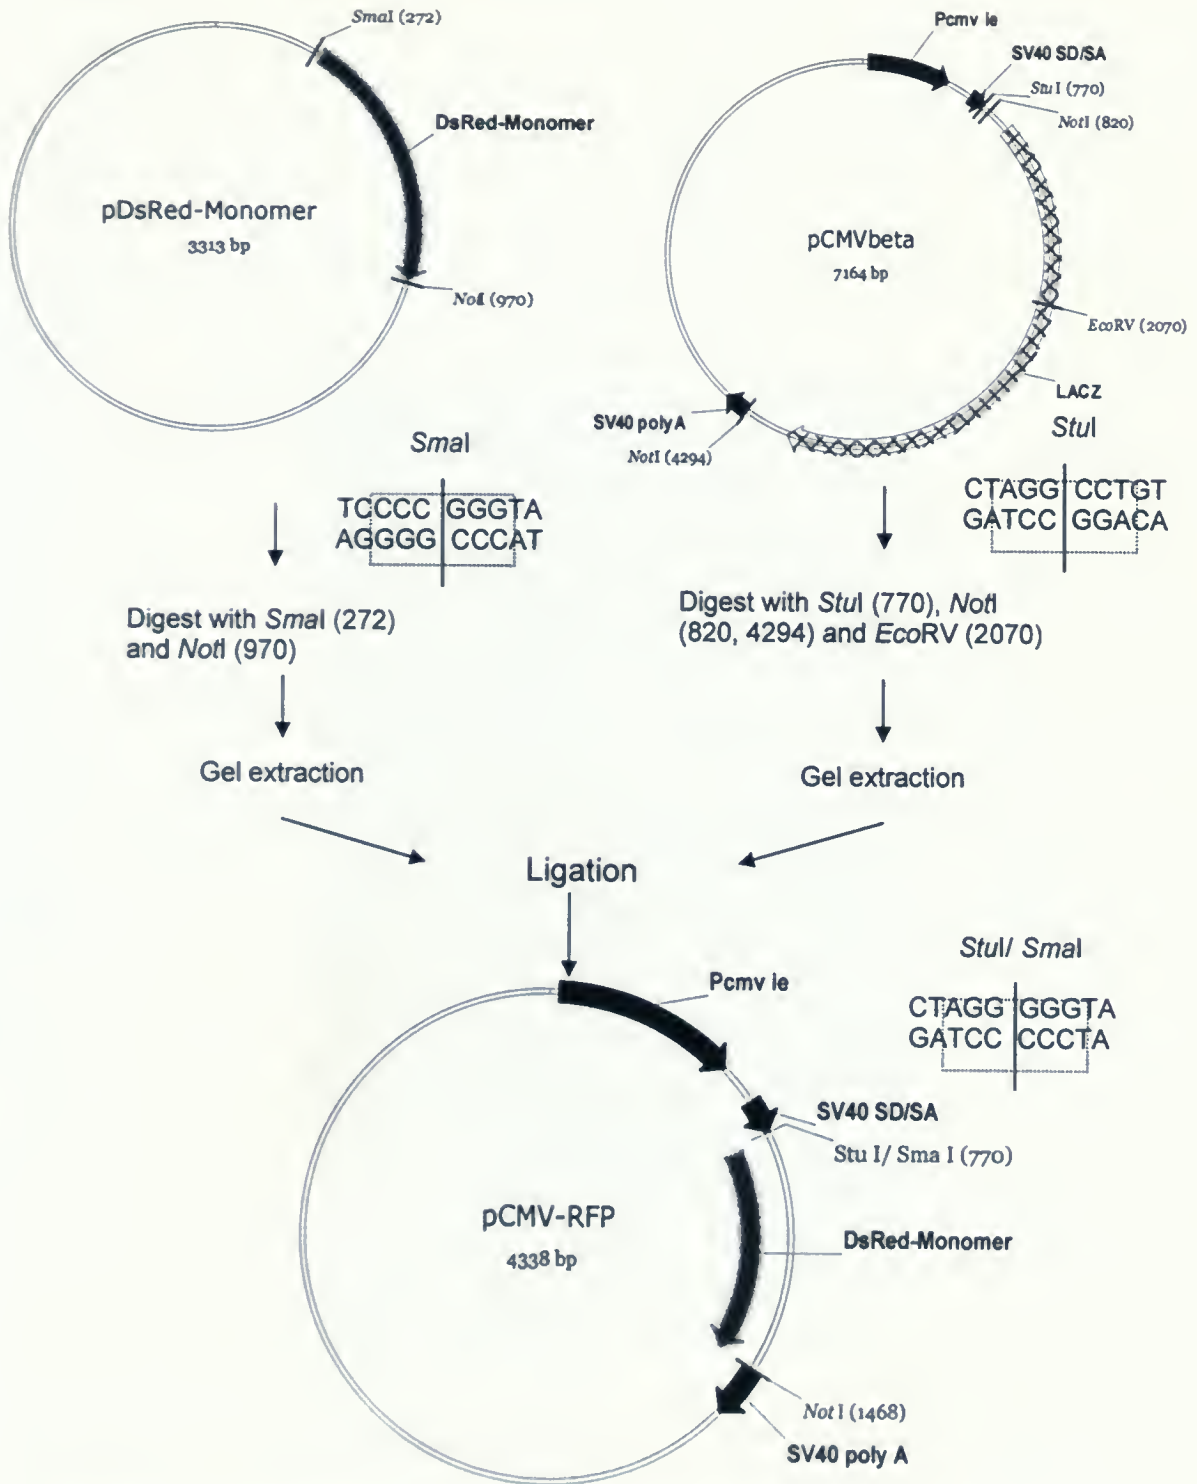 SmaI (272)
DsRed-Monomer
pDsRed-Monomer
3313 bp
NotI (970)
Pcmv ie
SV40 SD/SA
StuI (770)
NotI (820)
pCMVbeta
7164 bp
EcoRV (2070)
LACZ
SV40 polyA
NotI (4294)
SmaI
TCCCC GGGTA
AGGGG CCCAT
StuI
CTAGG CCTGT
GATCC GGACA
Digest with SmaI (272)
and NotI (970)
Digest with StuI (770), NotI
(820, 4294) and EcoRV (2070)
Gel extraction
Gel extraction
Ligation
Pcmv ie
StuI/ SmaI
CTAGG GGGTA
GATCC CCCTA
SV40 SD/SA
Stu I/ Sma I (770)
pCMV-RFP
4338 bp
DsRed-Monomer
Not I (1468)
SV40 poly A